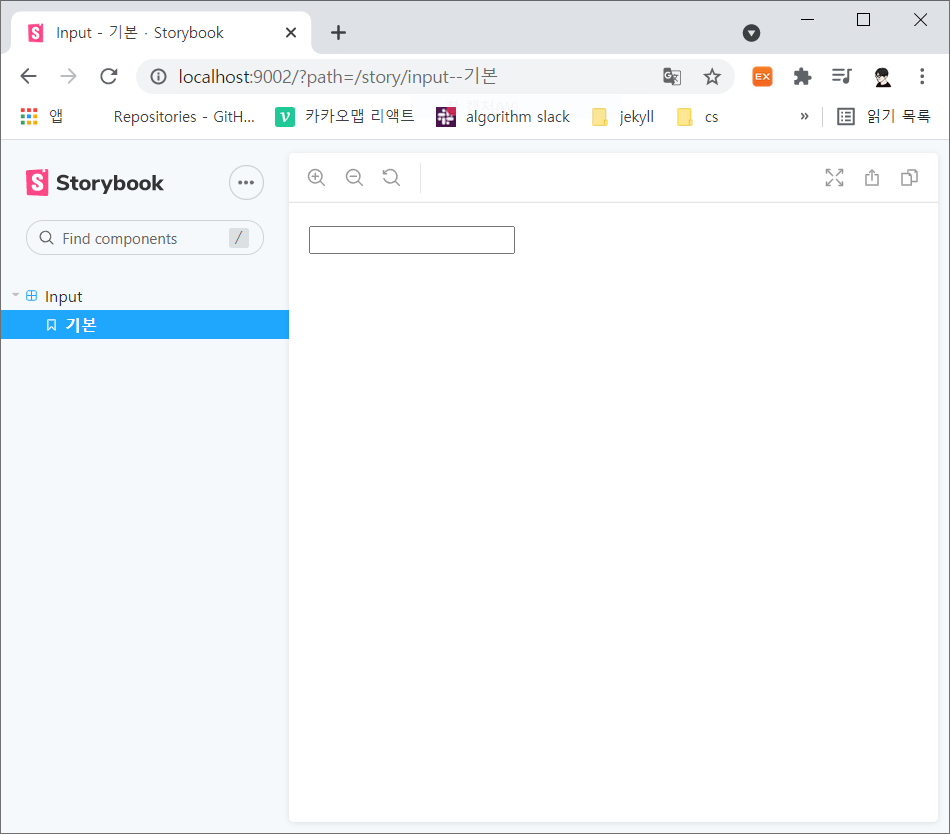 Input - 기본 · Storybook
localhost:9002/?path=/story/input--기본
EX
앱 Repositories - GitH... 카카오맵 리액트 algorithm slack jekyll cs » 읽기 목록
Storybook
Find components /
Input
기본